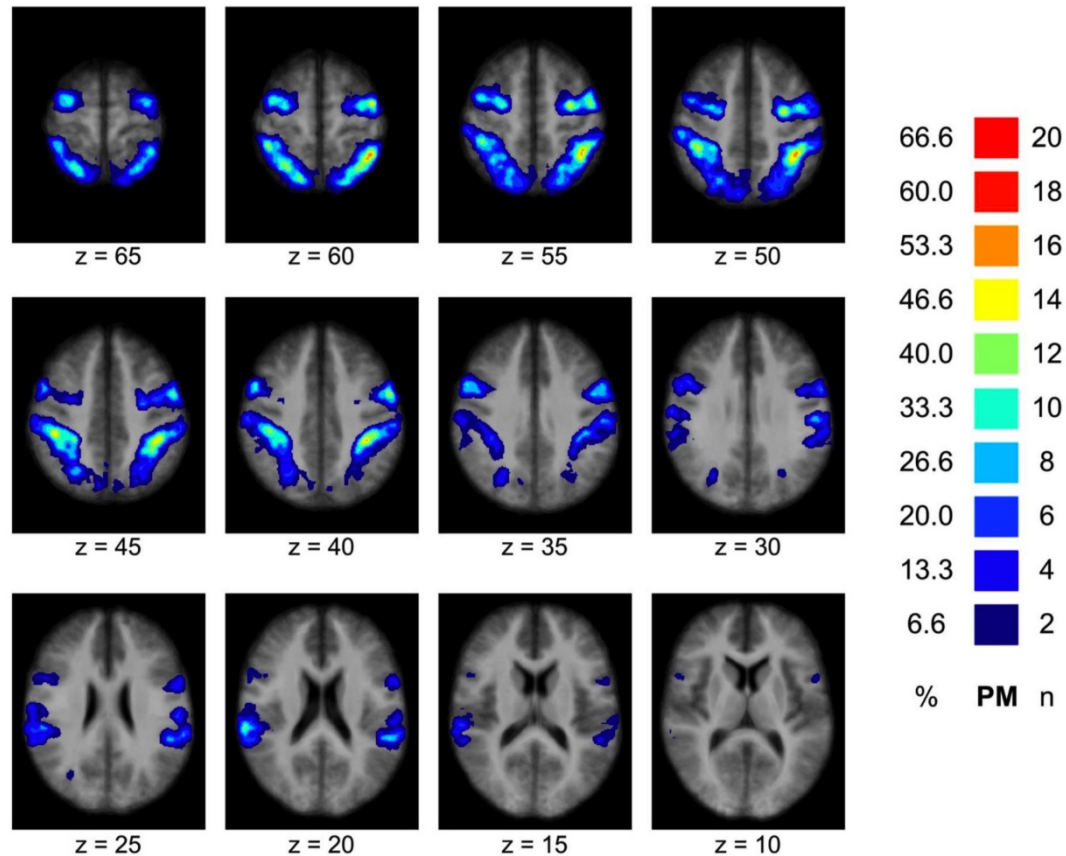 z = 65
z = 60
z = 55
z = 50
z = 45
z = 40
z = 35
z = 30
z = 25
z = 20
z = 15
z = 10
66.6 20
60.0 18
53.3 16
46.6 14
40.0 12
33.3 10
26.6 8
20.0 6
13.3 4
6.6 2
% PM n